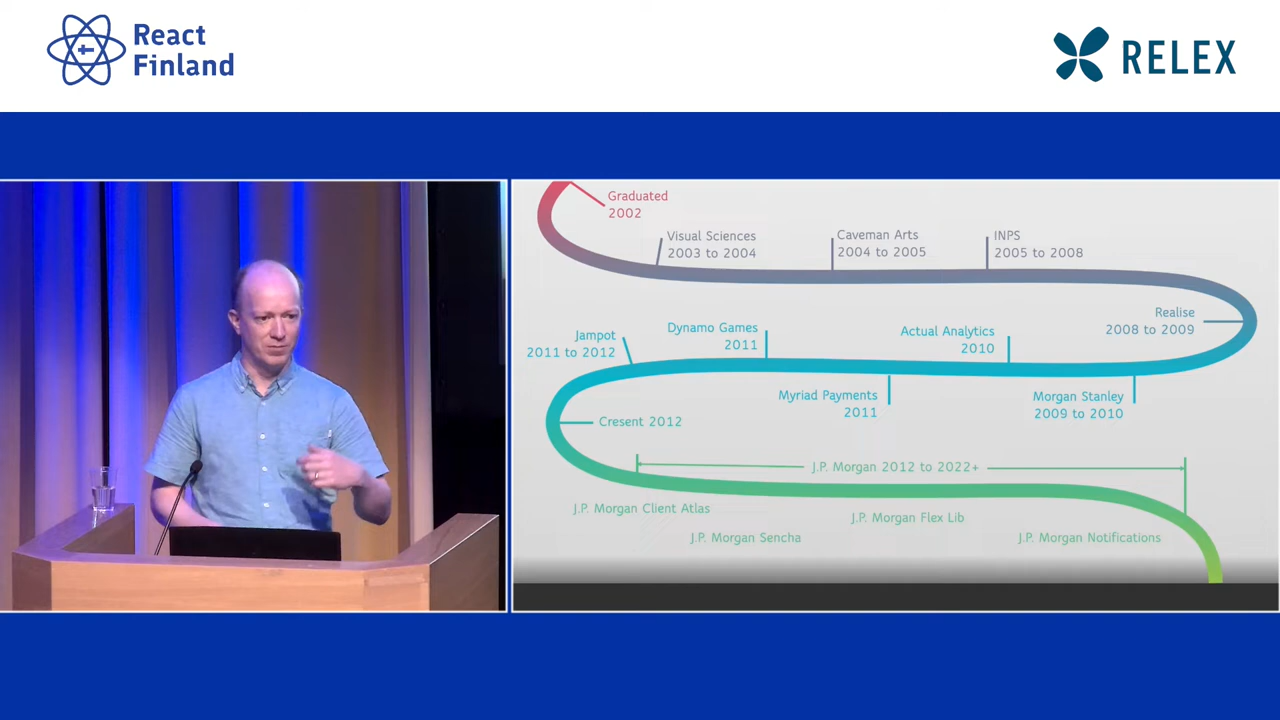 React
Finland
RELEX
Graduated
2002
Visual Sciences
2003 to 2004
Caveman Arts
2004 to 2005
INPS
2005 to 2008
Realise
2008 to 2009
Jampot
2011 to 2012
Dynamo Games
2011
Actual Analytics
2010
Myriad Payments
2011
Morgan Stanley
2009 to 2010
Cresent 2012
J.P. Morgan 2012 to 2022+
J.P. Morgan Client Atlas
J.P. Morgan Flex Lib
J.P. Morgan Sencha
J.P. Morgan Notifications